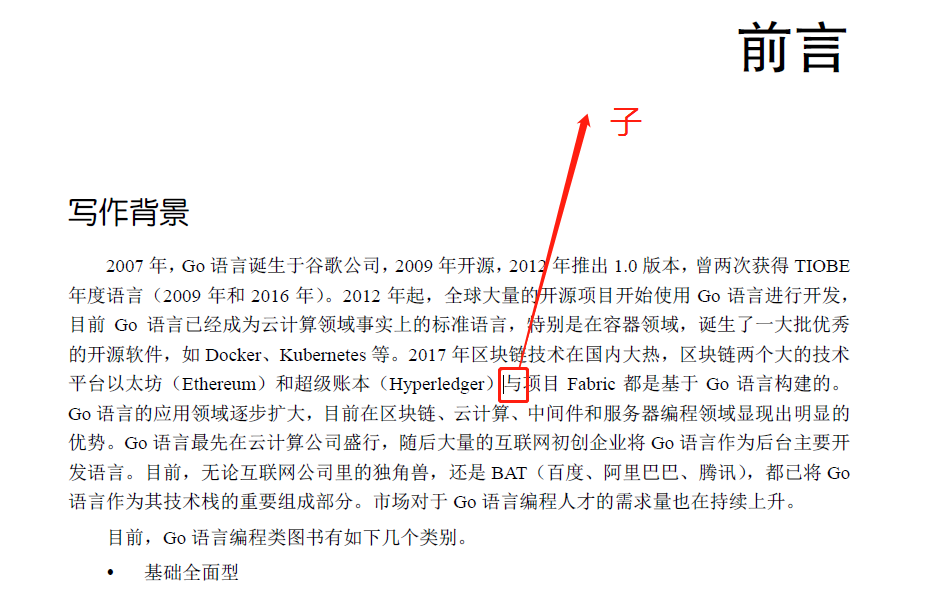 前言
子
写作背景
2007 年，Go 语言诞生于谷歌公司，2009 年开源，2012 年推出 1.0 版本，曾两次获得 TIOBE
年度语言（2009 年和 2016 年）。2012 年起，全球大量的开源项目开始使用 Go 语言进行开发，
目前 Go 语言已经成为云计算领域事实上的标准语言，特别是在容器领域，诞生了一大批优秀
的开源软件，如 Docker、Kubernetes 等。2017 年区块链技术在国内大热，区块链两个大的技术
平台以太坊（Ethereum）和超级账本（Hyperledger）与项目 Fabric 都是基于 Go 语言构建的。
Go 语言的应用领域逐步扩大，目前在区块链、云计算、中间件和服务器编程领域显现出明显的
优势。Go 语言最先在云计算公司盛行，随后大量的互联网初创企业将 Go 语言作为后台主要开
发语言。目前，无论互联网公司里的独角兽，还是 BAT（百度、阿里巴巴、腾讯），都已将 Go
语言作为其技术栈的重要组成部分。市场对于 Go 语言编程人才的需求量也在持续上升。
目前，Go 语言编程类图书有如下几个类别。
• 基础全面型